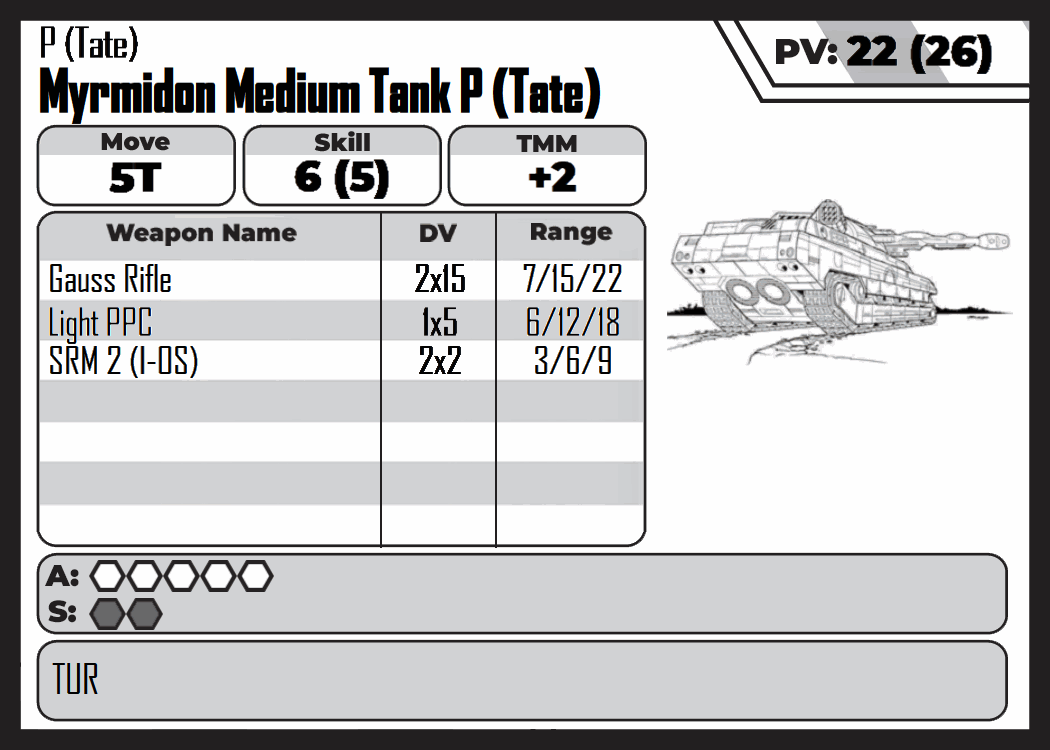 P (Tate)
PV: 22 (26)
Myrmidon Medium Tank P (Tate)
Move Skill TMM
5T 6 (5) +2
Weapon Name DV Range
Gauss Rifle 2x15 7/15/22
Light PPC 1x5 6/12/18
SRM 2 (I-OS) 2x2 3/6/9
A:
S:
TUR